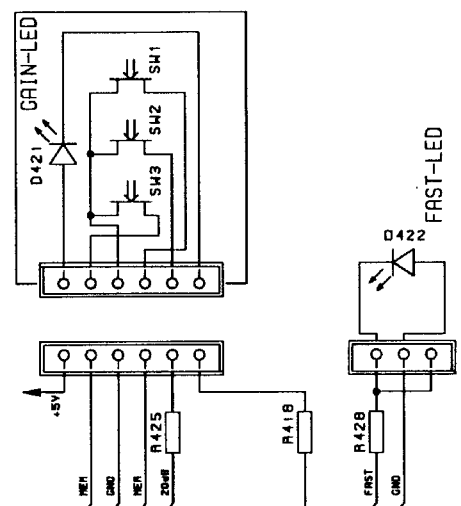 GAIN-LED
SW1
SW2
SW3
D421
FAST-LED
D422
+5V
MEM
GND
MEM
20dB
R425
R418
R428
FAST
GND